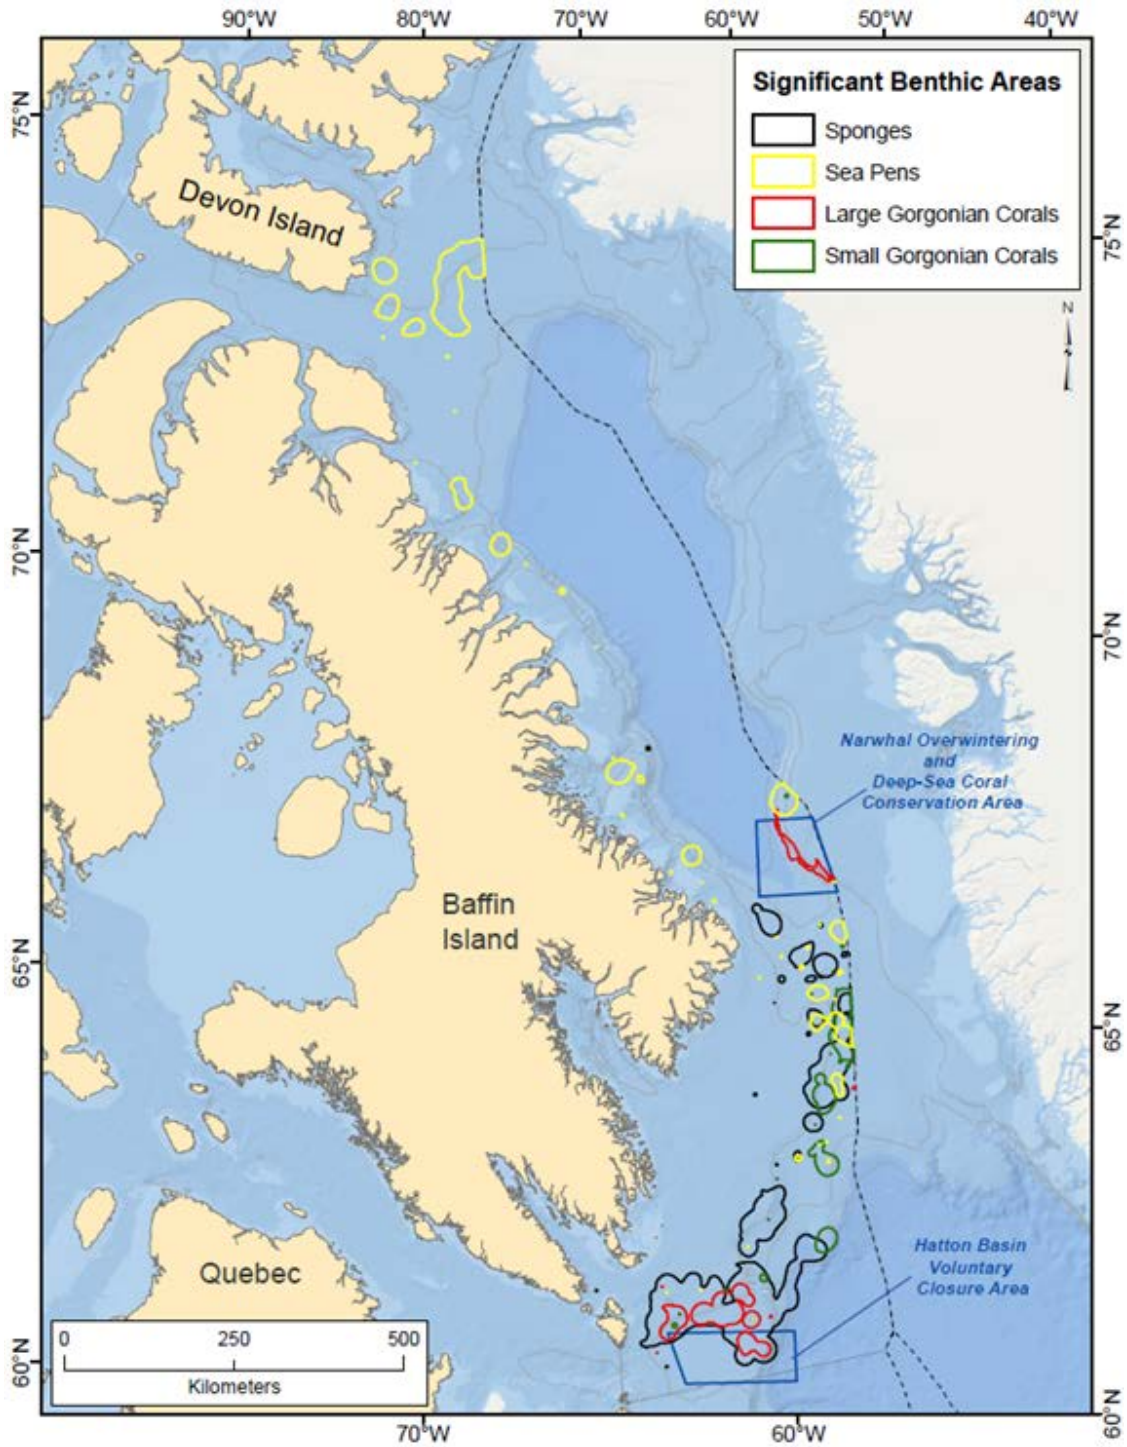 90°W 80°W 70°W 60°W 50°W 40°W
Significant Benthic Areas
Sponges
Sea Pens
Large Gorgonian Corals
Small Gorgonian Corals
75°N
75°N
N
Devon Island
70°N
70°N
Narwhal Overwintering
and
Deep-Sea Coral
Conservation Area
Baffin
Island
65°N
65°N
Hatton Basin
Voluntary
Closure Area
Quebec
0 250 500
Kilometers
60°N
60°N
70°W 60°W